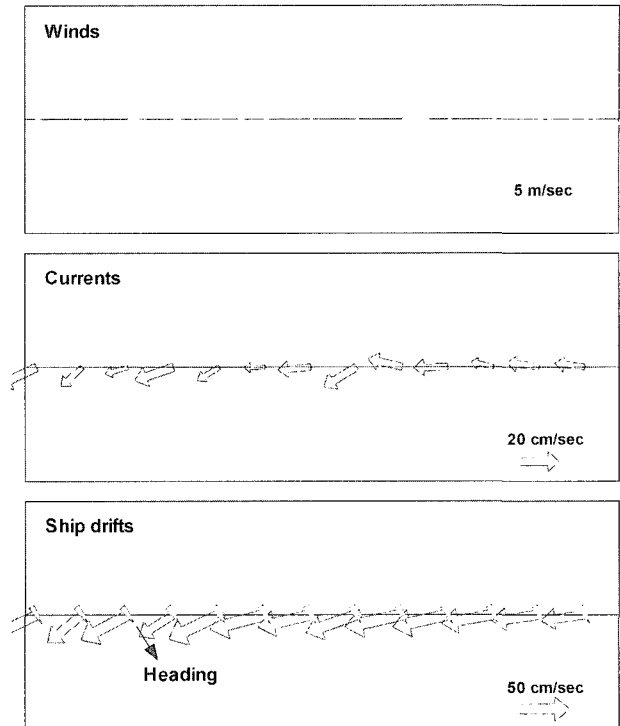 Winds
5 m/sec
Currents
20 cm/sec
Ship drifts
Heading
50 cm/sec